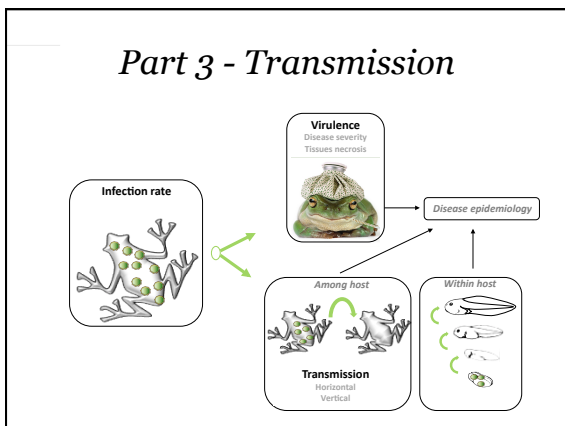 Part 3 - Transmission
Infection rate
Virulence
Disease severity
Tissues necrosis
Disease epidemiology
Among host
Transmission
Horizontal
Vertical
Within host